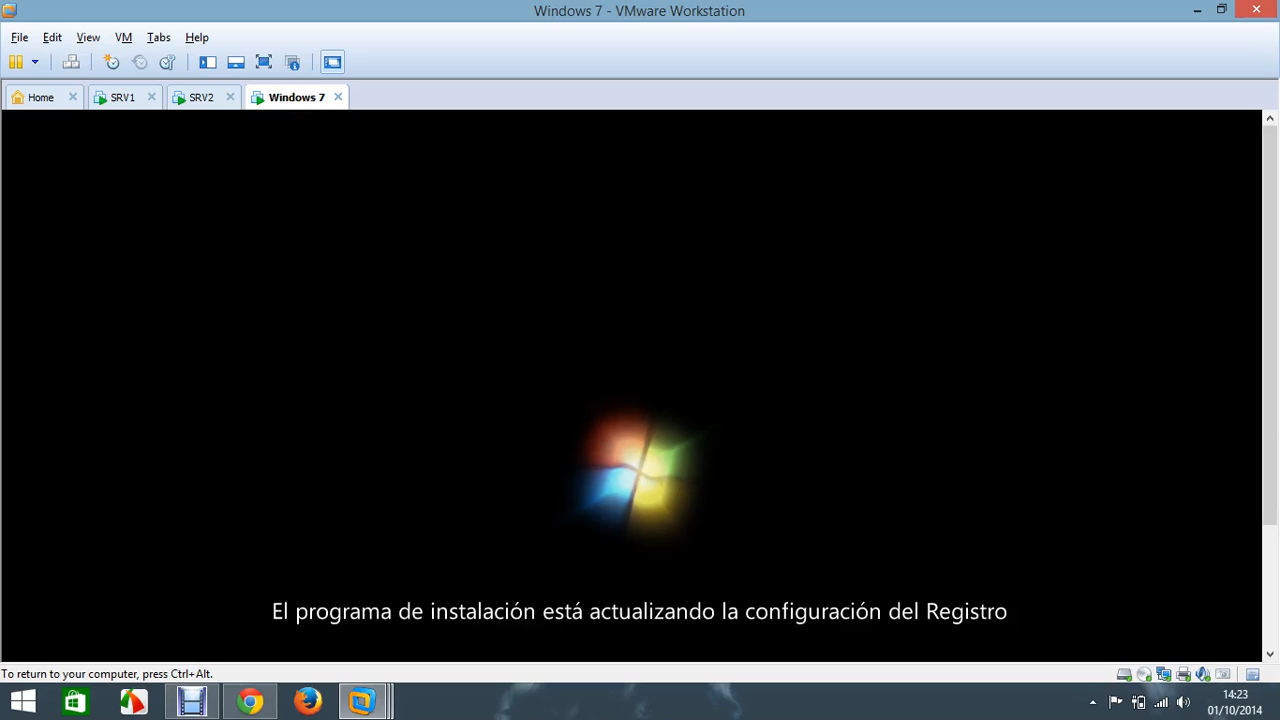 Windows 7 - VMware Workstation
File Edit View VM Tabs Help
Home SRV1 SRV2 Windows 7
El programa de instalación está actualizando la configuración del Registro
To return to your computer, press Ctrl+Alt.
14:23
01/10/2014